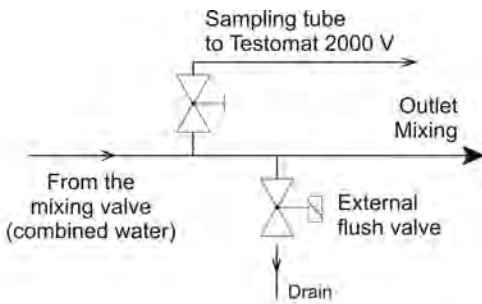 Sampling tube
to Testomat 2000 V
Outlet
Mixing
From the
mixing valve
(combined water)
External
flush valve
Drain